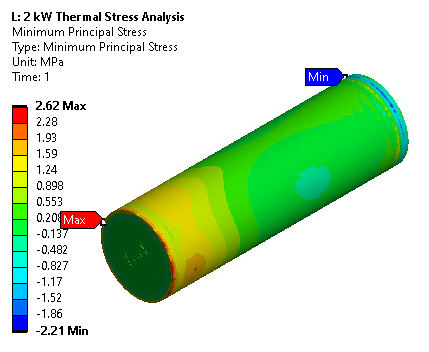 L: 2 kW Thermal Stress Analysis
Minimum Principal Stress
Type: Minimum Principal Stress
Unit: MPa
Time: 1
Min
2.62 Max
2.28
1.93
1.59
1.24
0.898
0.553
0.208
Max
-0.137
-0.482
-0.827
-1.17
-1.52
-1.86
-2.21 Min